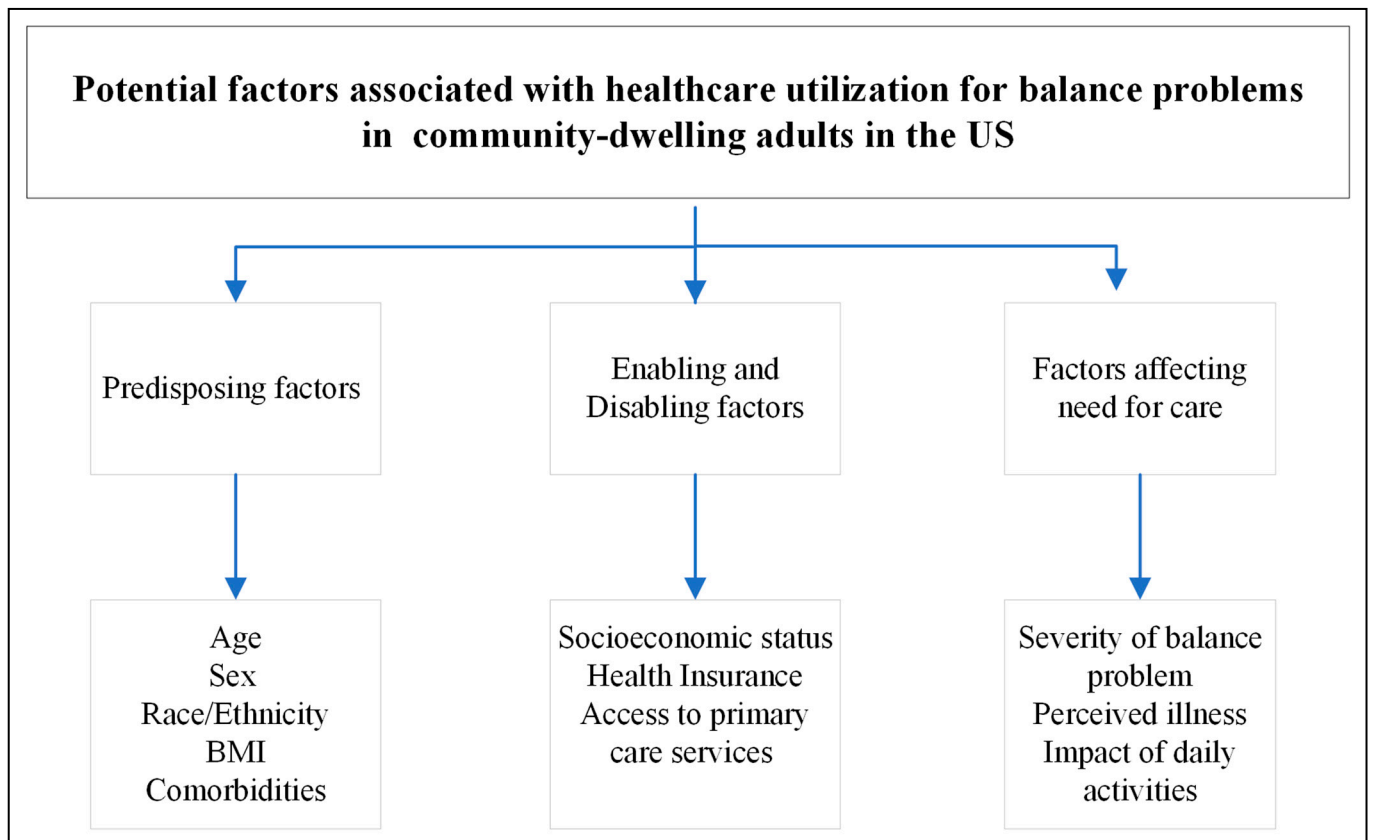 Potential factors associated with healthcare utilization for balance problems
in community-dwelling adults in the US
Predisposing factors
Enabling and
Disabling factors
Factors affecting
need for care
Age
Sex
Race/Ethnicity
BMI
Comorbidities
Socioeconomic status
Health Insurance
Access to primary
care services
Severity of balance
problem
Perceived illness
Impact of daily
activities